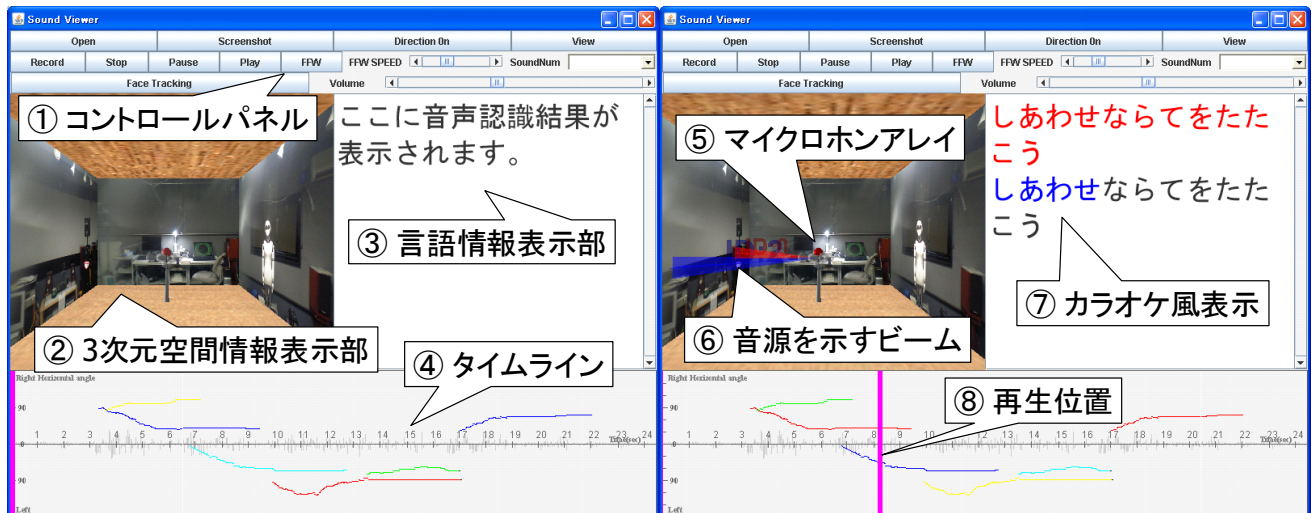 Sound Viewer
Open Screenshot Direction On View
Record Stop Pause Play FFW FFW SPEED SoundNum
Face Tracking Volume
① コントロールパネル
ここに音声認識結果が
表示されます。
③ 言語情報表示部
② 3次元空間情報表示部
④ タイムライン
Right Horizontal angle
90
1 2 3 4 5 6 7 8 9 10 11 12 13 14 15 16 17 18 19 20 21 22 23 24
0
Time(sec)
-90
Left
Sound Viewer
Open Screenshot Direction On View
Record Stop Pause Play FFW FFW SPEED SoundNum
Face Tracking Volume
しあわせならてをたた
こう
しあわせならてをたた
こう
⑤ マイクロホンアレイ
⑦ カラオケ風表示
⑥ 音源を示すビーム
⑧ 再生位置
Right Horizontal angle
90
1 2 3 4 5 6 7 8 9 10 11 12 13 14 15 16 17 18 19 20 21 22 23 24
0
Time(sec)
-90
Left